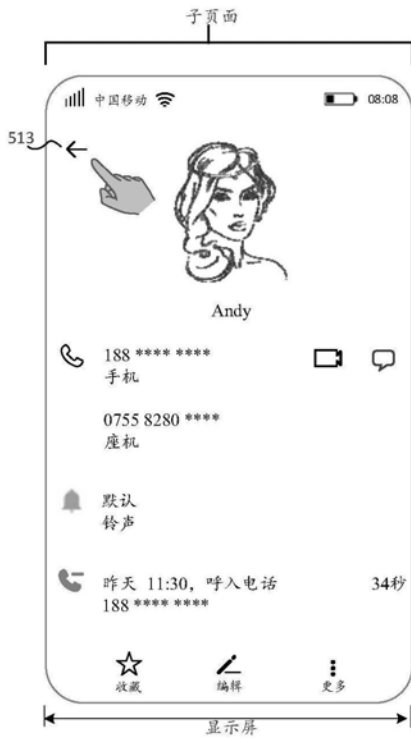 子页面
中国移动 08:08
513
Andy
188 **** ****
手机
0755 8280 ****
座机
默认
铃声
昨天 11:30, 呼入电话 34秒
188 **** ****
收藏 编辑 更多
显示屏